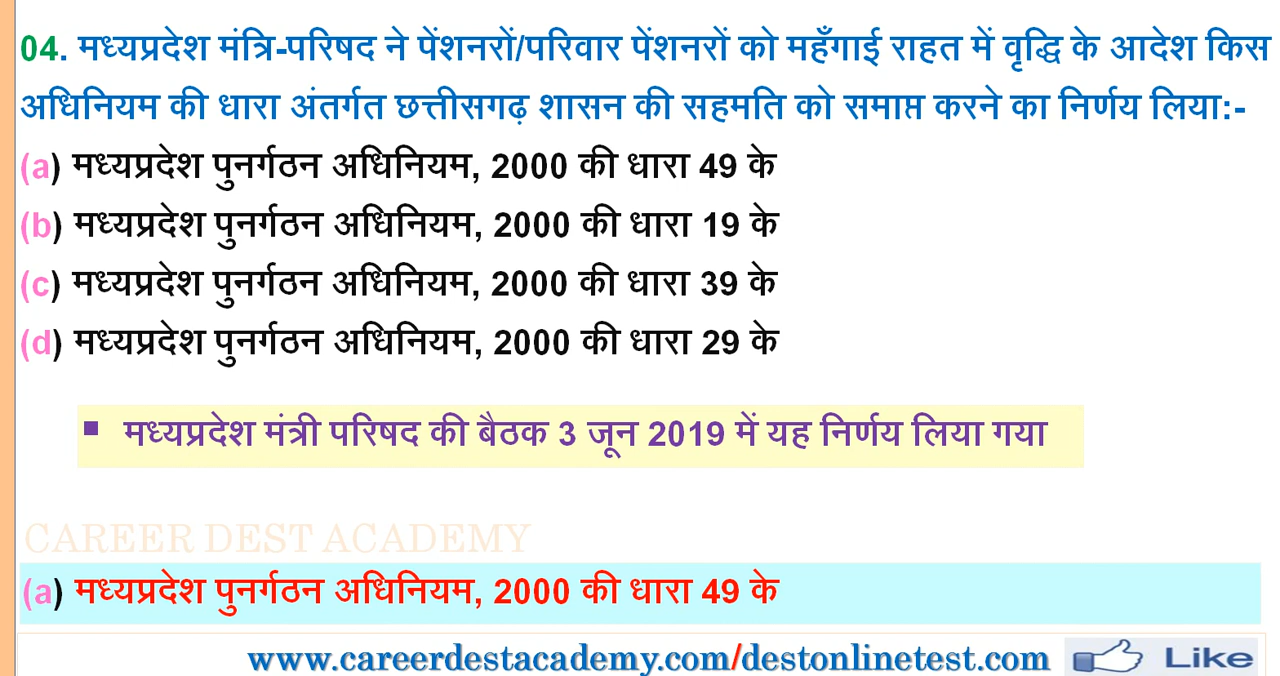 04. मध्यप्रदेश मंत्रि-परिषद ने पेंशनरों/परिवार पेंशनरों को महँगाई राहत में वृद्धि के आदेश किस
अधिनियम की धारा अंतर्गत छत्तीसगढ़ शासन की सहमति को समाप्त करने का निर्णय लिया:-
(a) मध्यप्रदेश पुनर्गठन अधिनियम, 2000 की धारा 49 के
(b) मध्यप्रदेश पुनर्गठन अधिनियम, 2000 की धारा 19 के
(c) मध्यप्रदेश पुनर्गठन अधिनियम, 2000 की धारा 39 के
(d) मध्यप्रदेश पुनर्गठन अधिनियम, 2000 की धारा 29 के
▪ मध्यप्रदेश मंत्री परिषद की बैठक 3 जून 2019 में यह निर्णय लिया गया
CAREER DEST ACADEMY
(a) मध्यप्रदेश पुनर्गठन अधिनियम, 2000 की धारा 49 के
www.careerdestacademy.com/destonlinetest.com Like